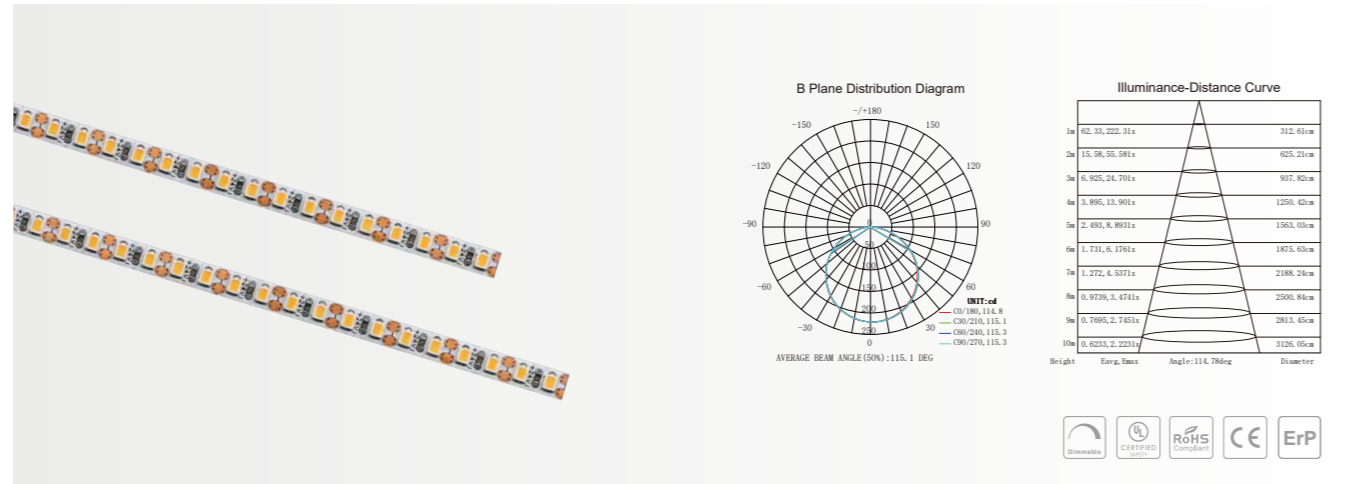 B Plane Distribution Diagram
-/+180
-150
150
-120
120
-90
90
-60
60
-30
30
0
0
50
100
150
200
250
UNIT:cd
C0/180,114.8
C30/210,115.1
C60/240,115.3
C90/270,115.3
AVERAGE BEAM ANGLE(50%):115.1 DEG
Illuminance-Distance Curve
1m 62.33,222.31x 312.61cm
2m 15.58,55.581x 625.21cm
3m 6.925,24.701x 937.82cm
4m 3.895,13.901x 1250.42cm
5m 2.493,8.8931x 1563.03cm
6m 1.731,6.1761x 1875.63cm
7m 1.272,4.5371x 2188.24cm
8m 0.9739,3.4741x 2500.84cm
9m 0.7695,2.7451x 2813.45cm
10m 0.6233,2.2231x 3126.05cm
Height Eavg,Emax Angle:114.78deg Diameter
Dimmable
UL
CERTIFIED
SAFETY
RoHS
Compliant
CE
ErP